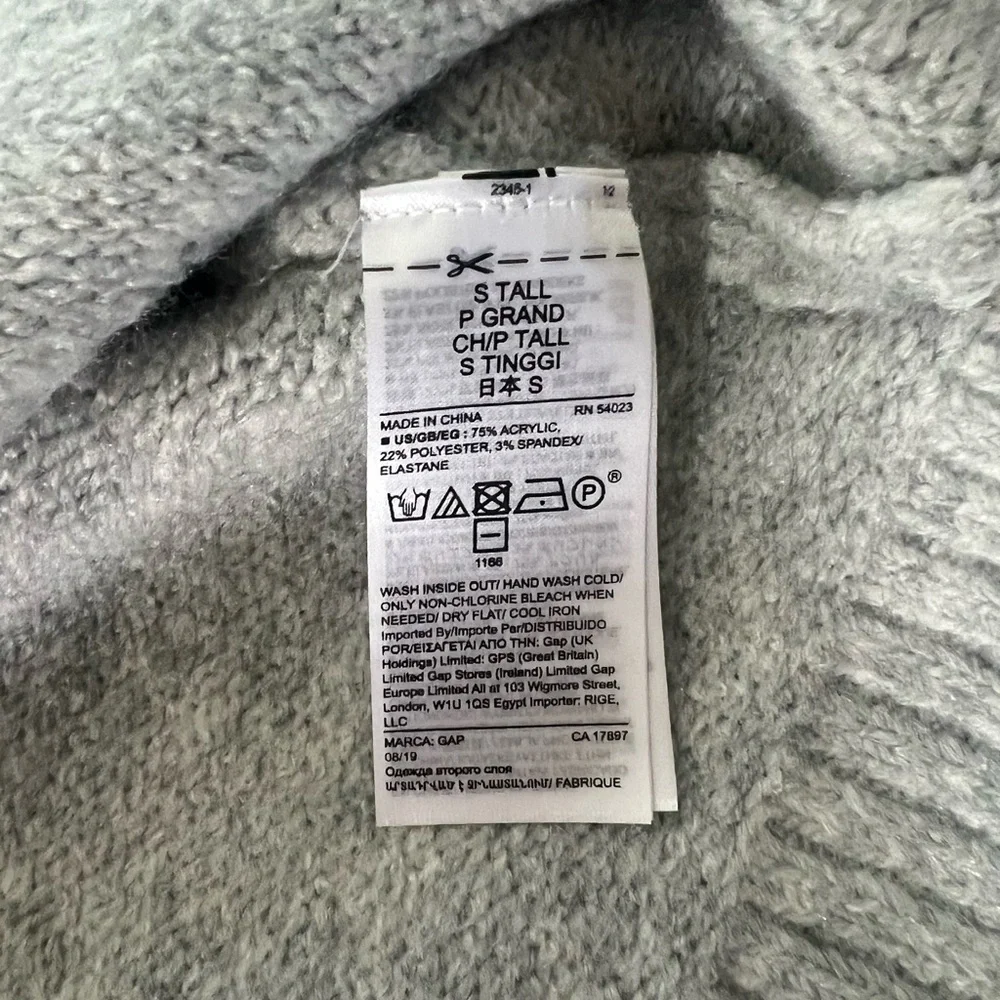 2346-1 12
S TALL
P GRAND
CH/P TALL
S TINGGI
日本 S
MADE IN CHINA RN 54023
■ US/GB/EG : 75% ACRYLIC,
22% POLYESTER, 3% SPANDEX/
ELASTANE
P ®
1166
WASH INSIDE OUT/ HAND WASH COLD/
ONLY NON-CHLORINE BLEACH WHEN
NEEDED/ DRY FLAT/ COOL IRON
Imported By/Importe Par/DISTRIBUIDO
POR/ΕΙΣΑΓΕΤΑΙ ΑΠΟ ΤΗΝ: Gap (UK
Holdings) Limited: GPS (Great Britain)
Limited Gap Stores (Ireland) Limited Gap
Europe Limited All at 103 Wigmore Street,
London, W1U 1QS Egypt Importer: RIGE,
LLC
MARCA: GAP CA 17897
08/19
Одежда второго слоя
ԱՐՏԱԴՐՎԱԾ Է ՉԻՆԱՍՏԱՆՈՒՄ/ FABRIQUE